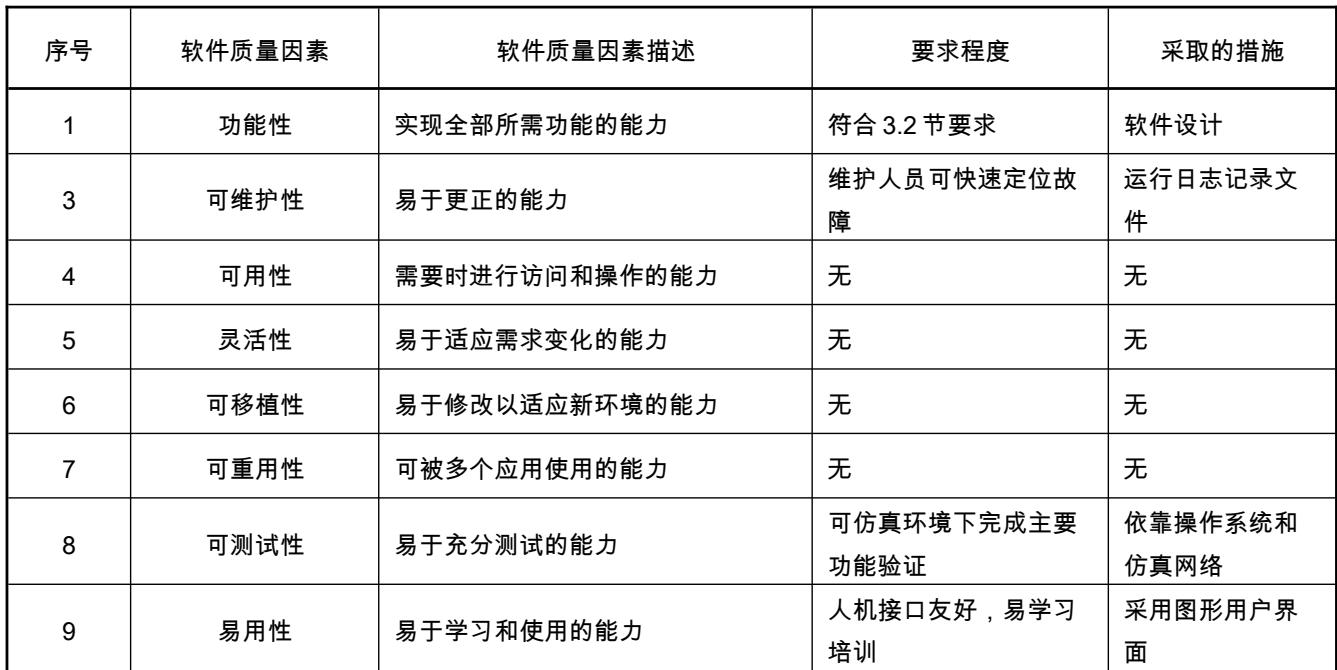 序号 软件质量因素 软件质量因素描述 要求程度 采取的措施
1 功能性 实现全部所需功能的能力 符合 3.2 节要求 软件设计
3 可维护性 易于更正的能力 维护人员可快速定位故 运行日志记录文
障 件
4 可用性 需要时进行访问和操作的能力 无 无
5 灵活性 易于适应需求变化的能力 无 无
6 可移植性 易于修改以适应新环境的能力 无 无
7 可重用性 可被多个应用使用的能力 无 无
8 可测试性 易于充分测试的能力 可仿真环境下完成主要 依靠操作系统和
功能验证 仿真网络
9 易用性 易于学习和使用的能力 人机接口友好，易学习 采用图形用户界
培训 面